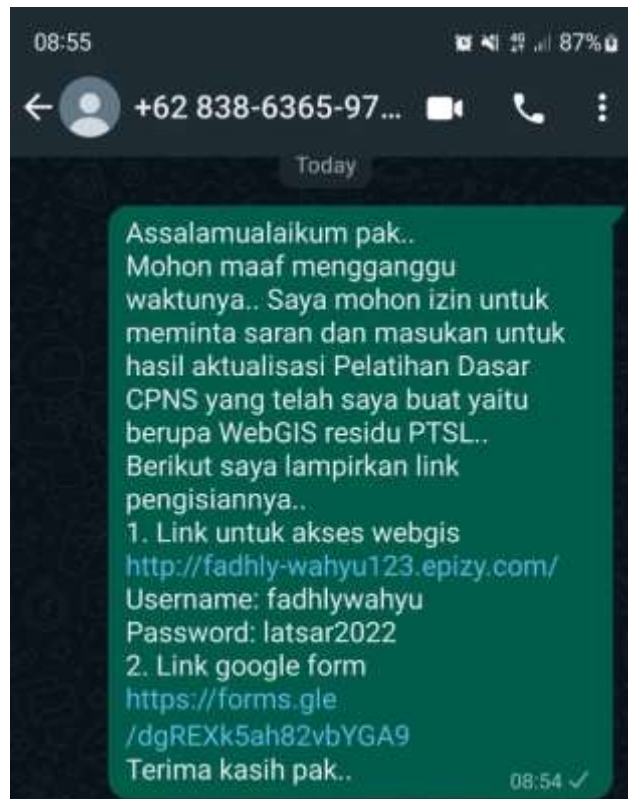 08:55
87%
+62 838-6365-97...
Today
Assalamualaikum pak..
Mohon maaf mengganggu
waktunya.. Saya mohon izin untuk
meminta saran dan masukan untuk
hasil aktualisasi Pelatihan Dasar
CPNS yang telah saya buat yaitu
berupa WebGIS residu PTSL..
Berikut saya lampirkan link
pengisiannya..
1. Link untuk akses webgis
http://fadhly-wahyu123.epizy.com/
Username: fadhlywahyu
Password: latsar2022
2. Link google form
https://forms.gle
/dgREXk5ah82vbYGA9
Terima kasih pak..
08:54